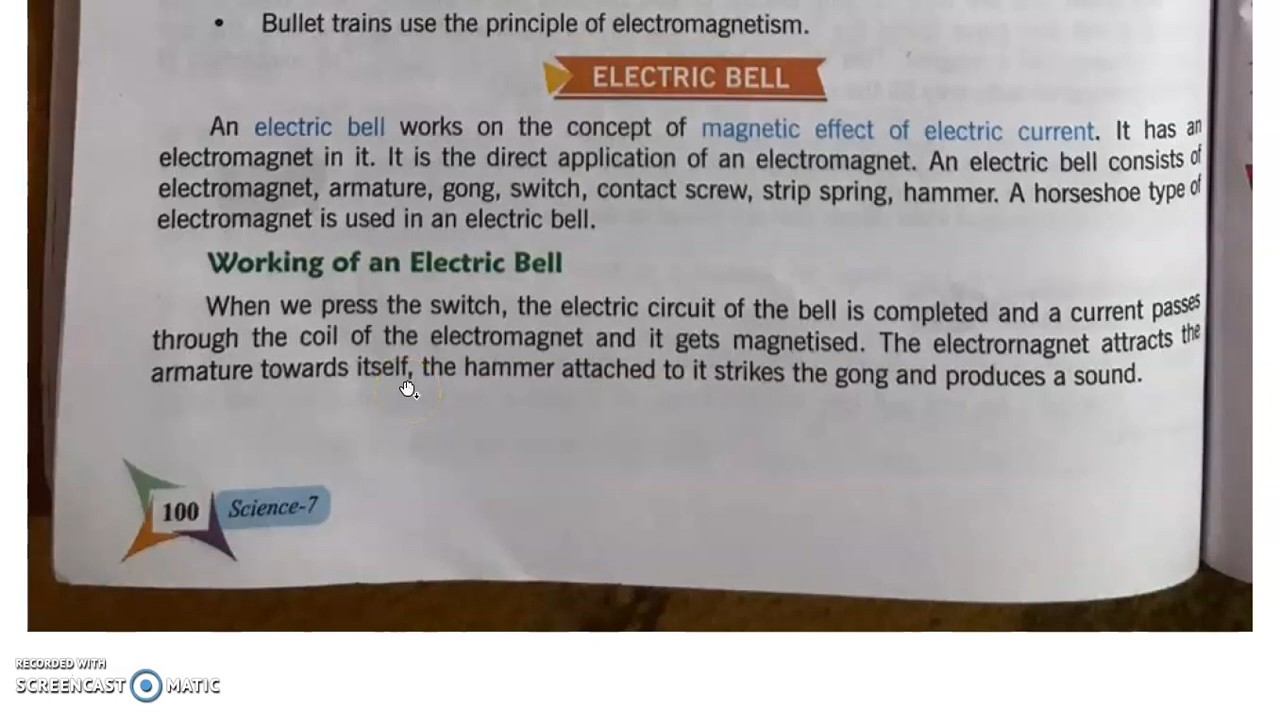 • Bullet trains use the principle of electromagnetism.
ELECTRIC BELL
An electric bell works on the concept of magnetic effect of electric current. It has an
electromagnet in it. It is the direct application of an electromagnet. An electric bell consists of
electromagnet, armature, gong, switch, contact screw, strip spring, hammer. A horseshoe type of
electromagnet is used in an electric bell.
Working of an Electric Bell
When we press the switch, the electric circuit of the bell is completed and a current passes
through the coil of the electromagnet and it gets magnetised. The electrornagnet attracts the
armature towards itself, the hammer attached to it strikes the gong and produces a sound.
100 Science-7
RECORDED WITH
SCREENCAST MATIC